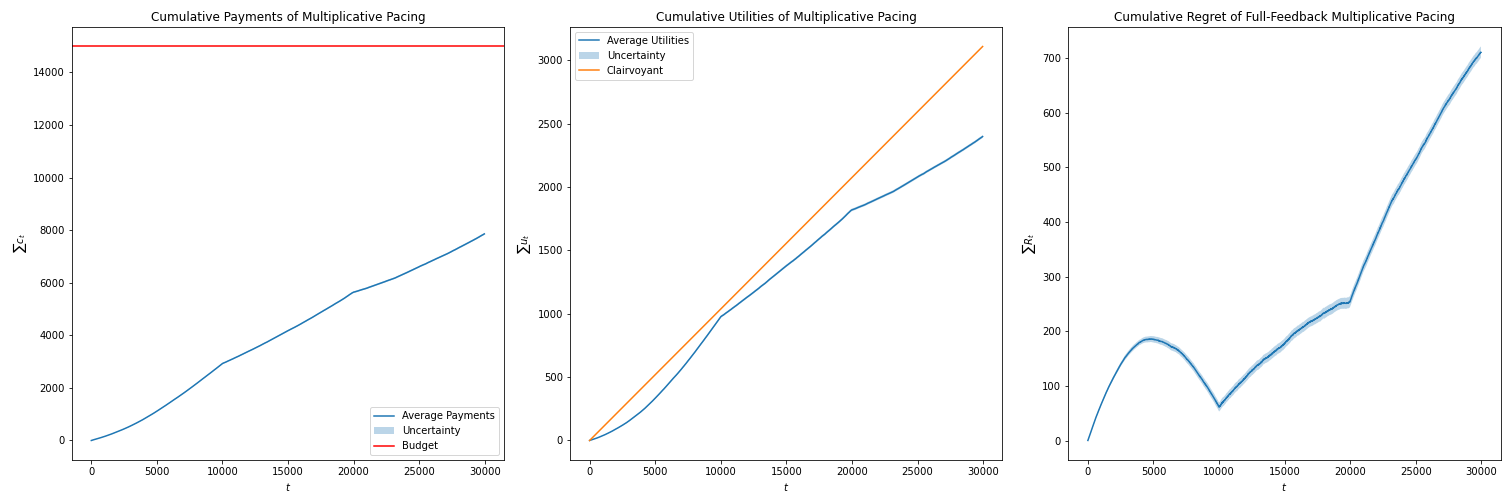 Cumulative Payments of Multiplicative Pacing
14000
12000
10000
8000
6000
4000
2000
0
∑c_t
Average Payments
Uncertainty
Budget
0 5000 10000 15000 20000 25000 30000
t
Cumulative Utilities of Multiplicative Pacing
Average Utilities
Uncertainty
Clairvoyant
3000
2500
2000
1500
1000
500
0
∑u_t
0 5000 10000 15000 20000 25000 30000
t
Cumulative Regret of Full-Feedback Multiplicative Pacing
700
600
500
400
300
200
100
0
∑R_t
0 5000 10000 15000 20000 25000 30000
t